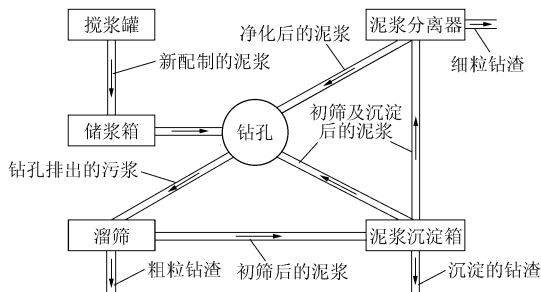 搅浆罐
泥浆分离器
净化后的泥浆
新配制的泥浆
细粒钻渣
储浆箱
钻孔
初筛及沉淀
后的泥浆
钻孔排出的污浆
溜筛
泥浆沉淀箱
粗粒钻渣
初筛后的泥浆
沉淀的钻渣